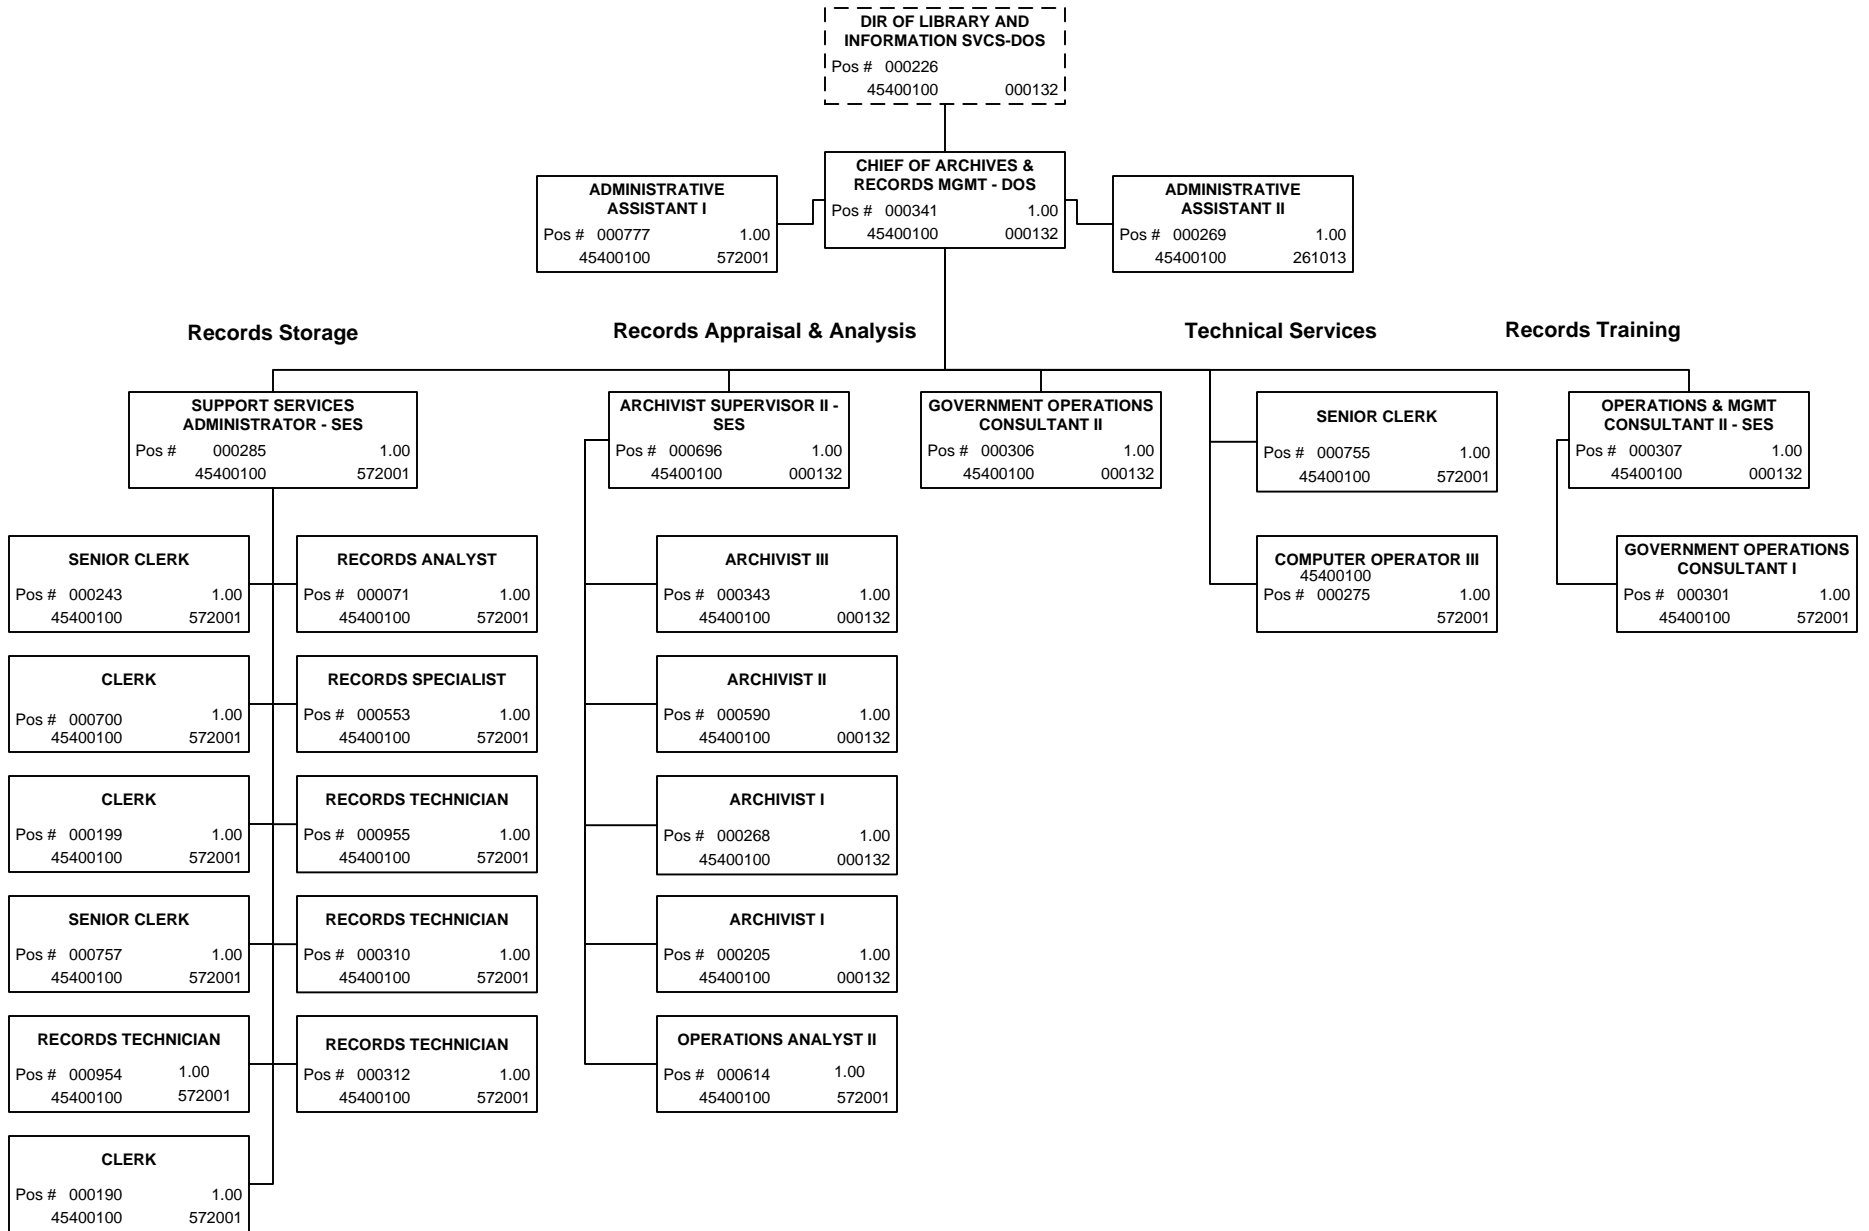 DIR OF LIBRARY AND
INFORMATION SVCS-DOS
Pos # 000226
45400100 000132
CHIEF OF ARCHIVES &
RECORDS MGMT - DOS
Pos # 000341 1.00
45400100 000132
ADMINISTRATIVE
ASSISTANT I
Pos # 000777 1.00
45400100 572001
ADMINISTRATIVE
ASSISTANT II
Pos # 000269 1.00
45400100 261013
Records Storage
Records Appraisal & Analysis
Technical Services
Records Training
SUPPORT SERVICES
ADMINISTRATOR - SES
Pos # 000285 1.00
45400100 572001
ARCHIVIST SUPERVISOR II -
SES
Pos # 000696 1.00
45400100 000132
GOVERNMENT OPERATIONS
CONSULTANT II
Pos # 000306 1.00
45400100 000132
SENIOR CLERK
Pos # 000755 1.00
45400100 572001
OPERATIONS & MGMT
CONSULTANT II - SES
Pos # 000307 1.00
45400100 000132
SENIOR CLERK
Pos # 000243 1.00
45400100 572001
RECORDS ANALYST
Pos # 000071 1.00
45400100 572001
ARCHIVIST III
Pos # 000343 1.00
45400100 000132
COMPUTER OPERATOR III
45400100
Pos # 000275 1.00
572001
GOVERNMENT OPERATIONS
CONSULTANT I
Pos # 000301 1.00
45400100 572001
CLERK
Pos # 000700 1.00
45400100 572001
RECORDS SPECIALIST
Pos # 000553 1.00
45400100 572001
ARCHIVIST II
Pos # 000590 1.00
45400100 000132
CLERK
Pos # 000199 1.00
45400100 572001
RECORDS TECHNICIAN
Pos # 000955 1.00
45400100 572001
ARCHIVIST I
Pos # 000268 1.00
45400100 000132
SENIOR CLERK
Pos # 000757 1.00
45400100 572001
RECORDS TECHNICIAN
Pos # 000310 1.00
45400100 572001
ARCHIVIST I
Pos # 000205 1.00
45400100 000132
RECORDS TECHNICIAN
Pos # 000954 1.00
45400100 572001
RECORDS TECHNICIAN
Pos # 000312 1.00
45400100 572001
OPERATIONS ANALYST II
Pos # 000614 1.00
45400100 572001
CLERK
Pos # 000190 1.00
45400100 572001